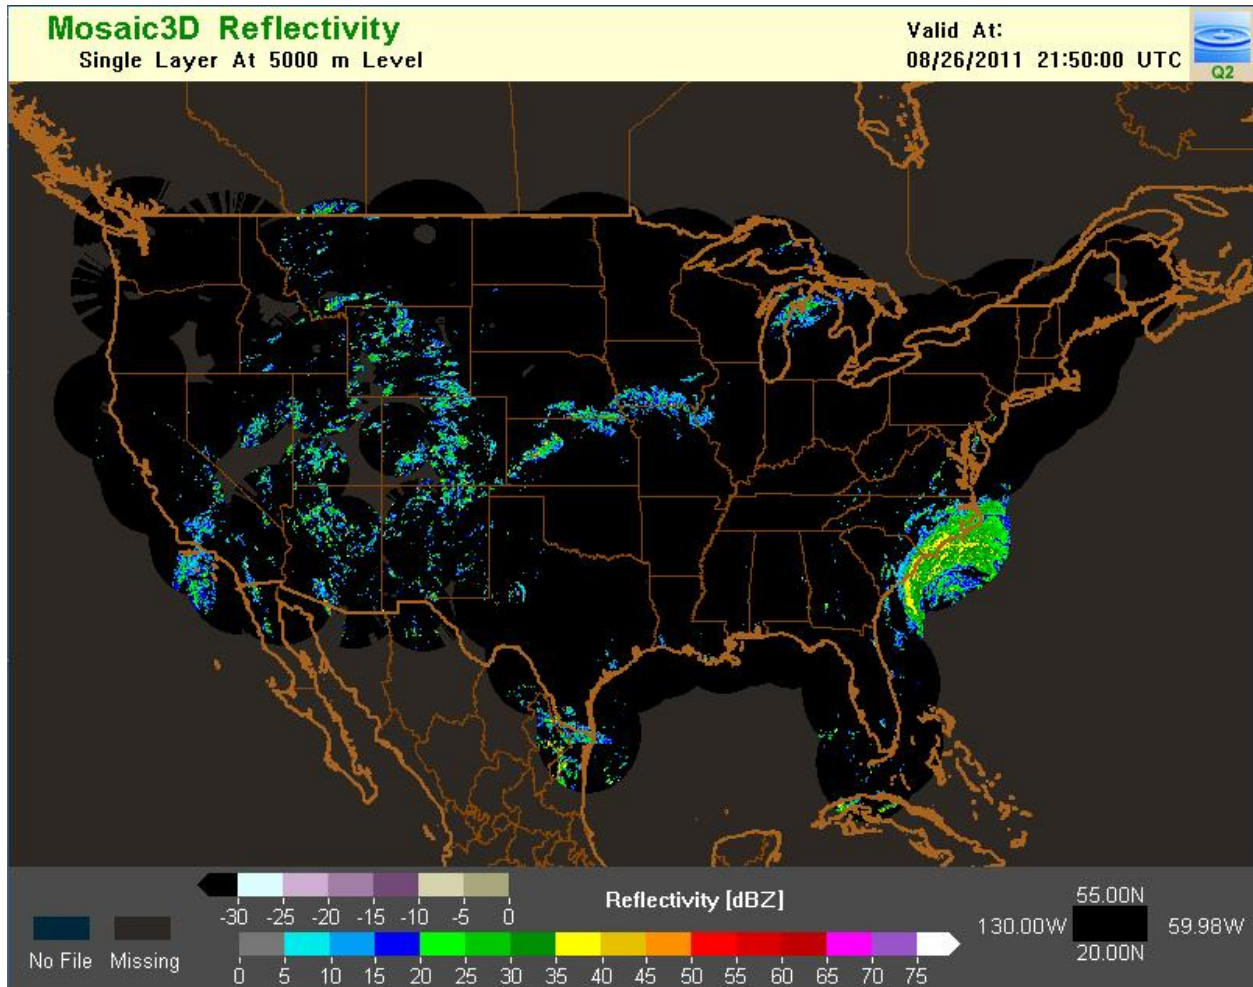 Mosaic3D Reflectivity
Single Layer At 5000 m Level
Valid At:
08/26/2011 21:50:00 UTC
Q2
-30 -25 -20 -15 -10 -5 0
Reflectivity [dBZ]
0 5 10 15 20 25 30 35 40 45 50 55 60 65 70 75
No File Missing
55.00N
130.00W 59.98W
20.00N